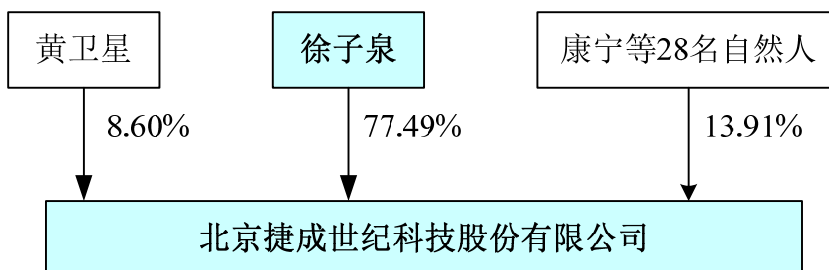 黄卫星
徐子泉
康宁等28名自然人
8.60%
77.49%
13.91%
北京捷成世纪科技股份有限公司